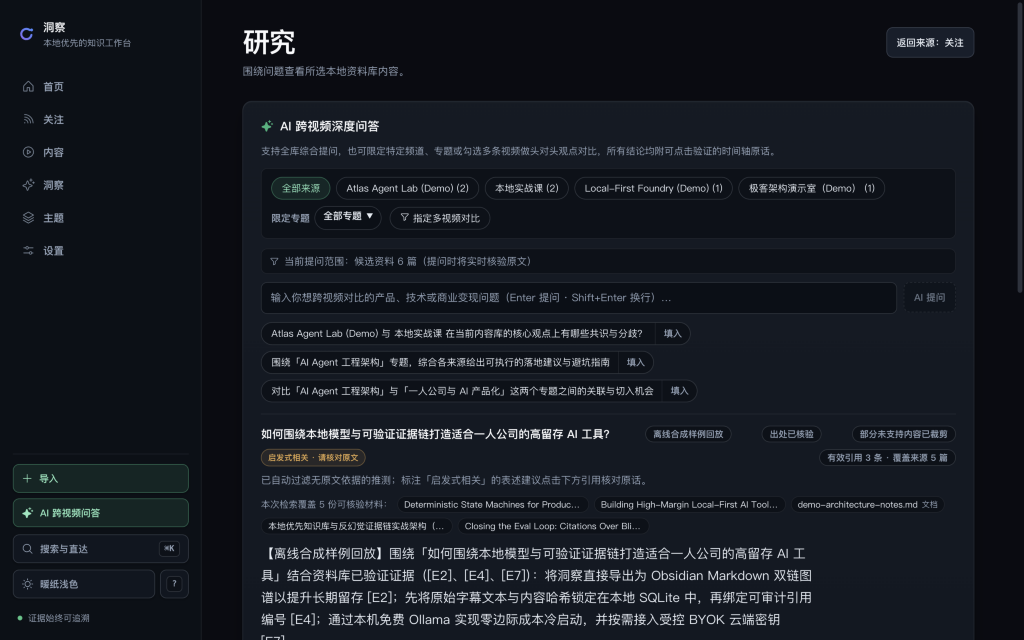 洞察
本地优先的知识工作台
首页
关注
内容
洞察
主题
设置
导入
AI 跨视频问答
搜索与直达
⌘K
暖纸浅色
?
证据始终可追溯
研究
围绕问题查看所选本地资料库内容。
返回来源：关注
AI 跨视频深度问答
支持全库综合提问，也可限定特定频道、专题或勾选多条视频做头对头观点对比，所有结论均附可点击验证的时间轴原话。
全部来源
Atlas Agent Lab (Demo) (2)
本地实战课 (2)
Local-First Foundry (Demo) (1)
极客架构演示室（Demo） (1)
限定专题
全部专题 ▼
指定多视频对比
当前提问范围：候选资料 6 篇（提问时将实时核验原文）
输入你想跨视频对比的产品、技术或商业变现问题（Enter 提问 · Shift+Enter 换行）...
AI 提问
Atlas Agent Lab (Demo) 与 本地实战课 在当前内容库的核心观点上有哪些共识与分歧？
填入
围绕「AI Agent 工程架构」专题，综合各来源给出可执行的落地建议与避坑指南
填入
对比「AI Agent 工程架构」与「一人公司与 AI 产品化」这两个专题之间的关联与切入机会
填入
如何围绕本地模型与可验证证据链打造适合一人公司的高留存 AI 工具？
离线合成样例回放
出处已核验
部分未支持内容已裁剪
启发式相关 · 请核对原文
有效引用 3 条 · 覆盖来源 5 篇
已自动过滤无原文依据的推测；标注「启发式相关」的表述建议点击下方引用核对原话。
本次检索覆盖 5 份可核验材料：
Deterministic State Machines for Produc...
Building High-Margin Local-First AI Tool...
demo-architecture-notes.md 文档
本地优先知识库与反幻觉证据链实战架构（...
Closing the Eval Loop: Citations Over Bli...
【离线合成样例回放】围绕「如何围绕本地模型与可验证证据链打造适合一人公司的高留存 AI 工
具」结合资料库已验证证据（[E2]、[E4]、[E7]）：将洞察直接导出为 Obsidian Markdown 双链图
谱以提升长期留存 [E2]；先将原始字幕文本与内容哈希锁定在本地 SQLite 中，再绑定可审计引用
编号 [E4]；通过本机免费 Ollama 实现零边际成本冷启动，并按需接入受控 BYOK 云端密钥
[E7]